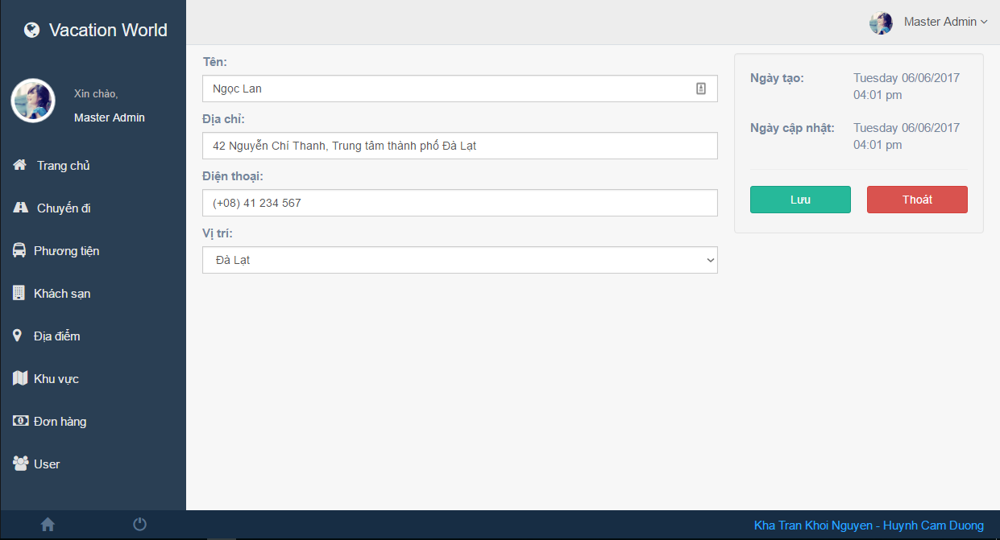 Vacation World
Master Admin
Xin chào,
Master Admin
Trang chủ
Chuyến đi
Phương tiện
Khách sạn
Địa điểm
Khu vực
Đơn hàng
User
Tên:
Ngọc Lan
Địa chỉ:
42 Nguyễn Chí Thanh, Trung tâm thành phố Đà Lạt
Điện thoại:
(+08) 41 234 567
Vị trí:
Đà Lạt
Ngày tạo: Tuesday 06/06/2017
04:01 pm
Ngày cập nhật: Tuesday 06/06/2017
04:01 pm
Lưu Thoát
Kha Tran Khoi Nguyen - Huynh Cam Duong